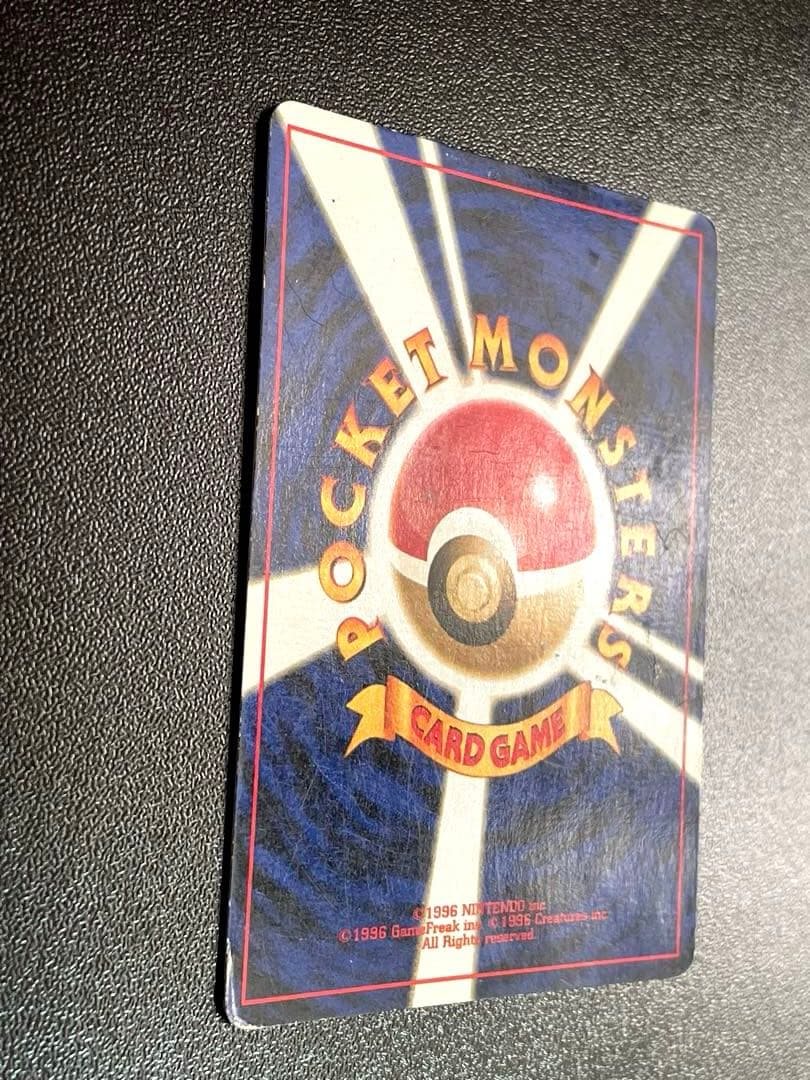 POCKET MONSTERS
CARD GAME
©1996 NINTENDO inc
©1996 GameFreak inc ©1996 Creatures inc
All Rights reserved.